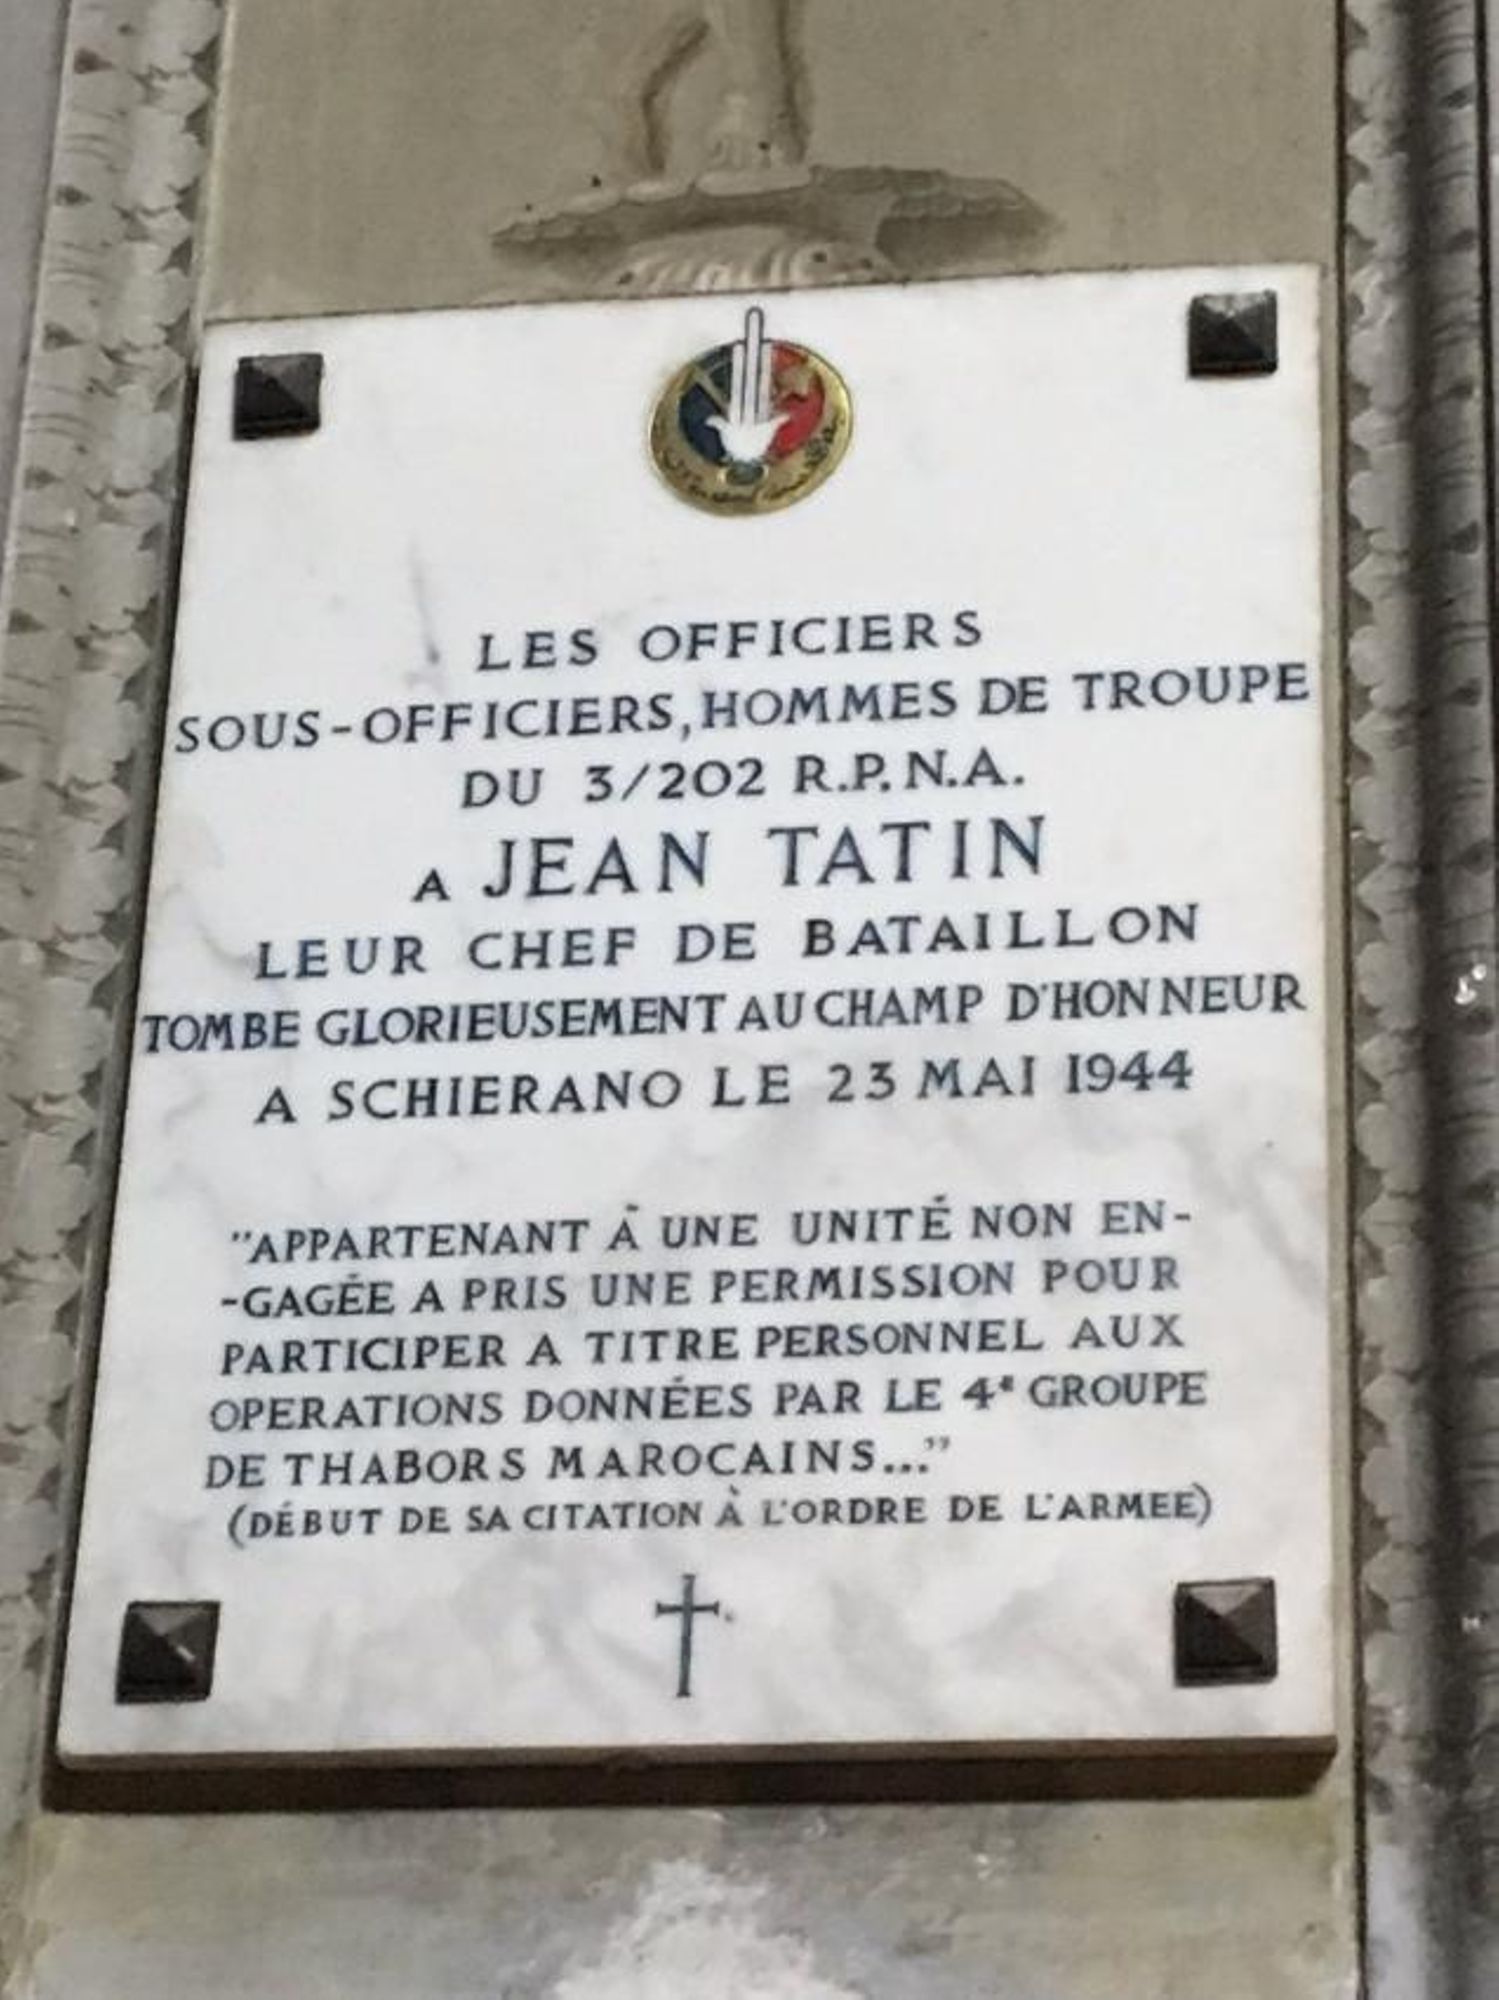 LES OFFICIERS
SOUS-OFFICIERS, HOMMES DE TROUPE
DU 3/202 R.P.N.A.
A JEAN TATIN
LEUR CHEF DE BATAILLON
TOMBE GLORIEUSEMENT AU CHAMP D'HONNEUR
A SCHIERANO LE 23 MAI 1944
"APPARTENANT À UNE UNITÉ NON EN-
-GAGÉE A PRIS UNE PERMISSION POUR
PARTICIPER A TITRE PERSONNEL AUX
OPERATIONS DONNÉES PAR LE 4e GROUPE
DE THABORS MAROCAINS..."
(DÉBUT DE SA CITATION À L'ORDRE DE L'ARMEE)